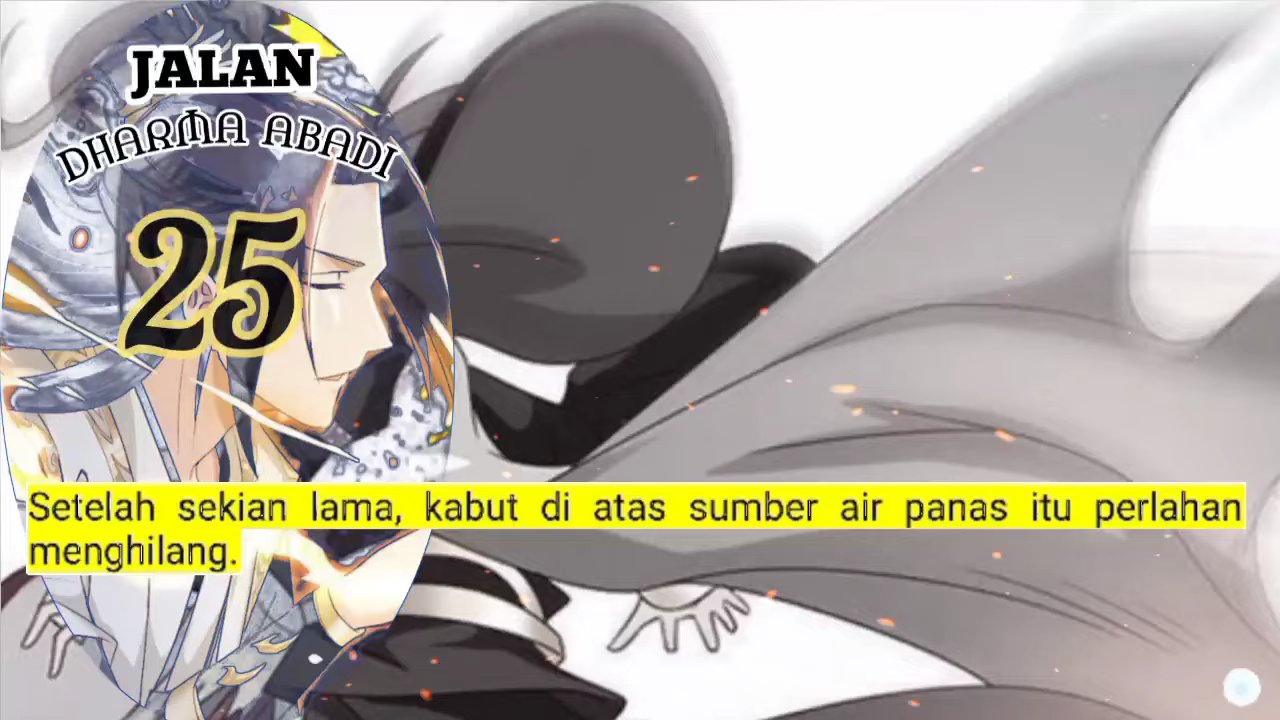 JALAN
DHARMA ABADI
25
Setelah sekian lama, kabut di atas sumber air panas itu perlahan
menghilang.